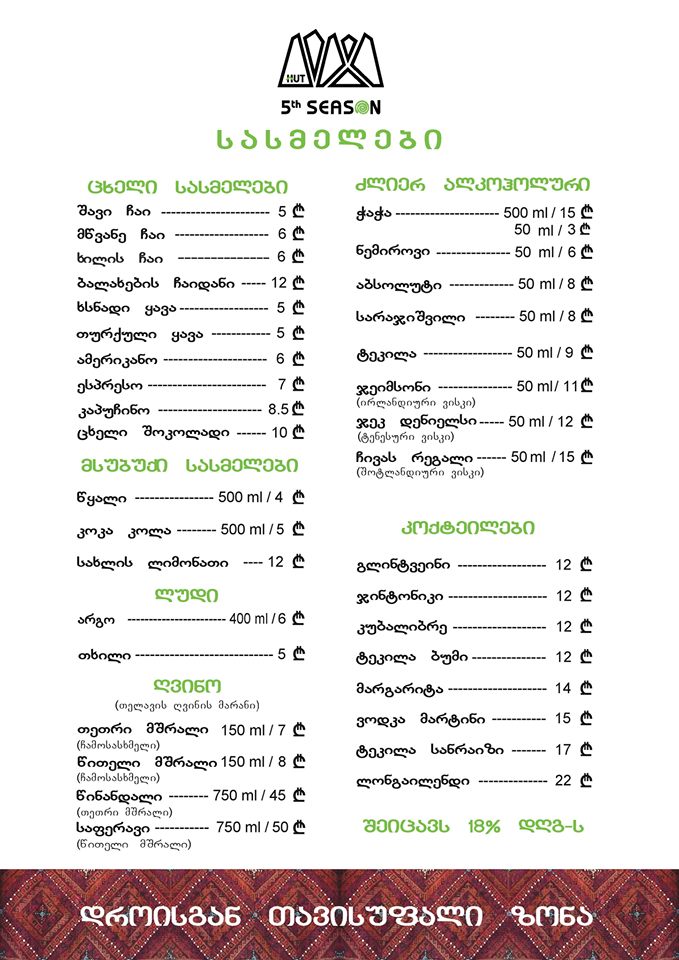 HUT
5th SEASON
სასმელები
ცხელი სასმელები
შავი ჩაი ---------------------- 5 ₾
მწვანე ჩაი ------------------- 6 ₾
ხილის ჩაი ---------------- 6 ₾
ბალახების ჩაიდანი ----- 12 ₾
ხსნადი ყავა ------------------ 5 ₾
თურქული ყავა ------------ 5 ₾
ამერიკანო --------------------- 6 ₾
ესპრესო ------------------------ 7 ₾
კაპუჩინო --------------------- 8.5 ₾
ცხელი შოკოლადი ------ 10 ₾
მსუბუქი სასმელები
წყალი ---------------- 500 ml / 4 ₾
კოკა კოლა -------- 500 ml / 5 ₾
სახლის ლიმონათი ---- 12 ₾
ლუდი
არგო ---------------------- 400 ml / 6 ₾
თხილი ---------------------------- 5 ₾
ღვინო
(თელავის ღვინის მარანი)
თეთრი მშრალი 150 ml / 7 ₾
(ჩამოსასხმელი)
წითელი მშრალი 150 ml / 8 ₾
(ჩამოსასხმელი)
წინანდალი -------- 750 ml / 45 ₾
(თეთრი მშრალი)
საფერავი ----------- 750 ml / 50 ₾
(წითელი მშრალი)
ძლიერ ალკოჰოლური
ჭაჭა --------------------- 500 ml / 15 ₾
50 ml / 3 ₾
ნემიროვი --------------- 50 ml / 6 ₾
აბსოლუტი ------------- 50 ml / 8 ₾
სარაჯიშვილი -------- 50 ml / 8 ₾
ტეკილა ------------------ 50 ml / 9 ₾
ჯეიმსონი --------------- 50 ml / 11 ₾
(ირლანდიური ვისკი)
ჯეკ დენიელსი ----- 50 ml / 12 ₾
(ტენესური ვისკი)
ჩივას რეგალი ------ 50 ml / 15 ₾
(შოტლანდიური ვისკი)
კოქტეილები
გლინტვეინი ------------------ 12 ₾
ჯინტონიკი -------------------- 12 ₾
კუბალიბრე ------------------- 12 ₾
ტეკილა ბუმი --------------- 12 ₾
მარგარიტა -------------------- 14 ₾
ვოდკა მარტინი ----------- 15 ₾
ტეკილა სანრაიზი ------- 17 ₾
ლონგაილენდი -------------- 22 ₾
შეიცავს 18% დღგ-ს
დროისგან თავისუფალი ზონა